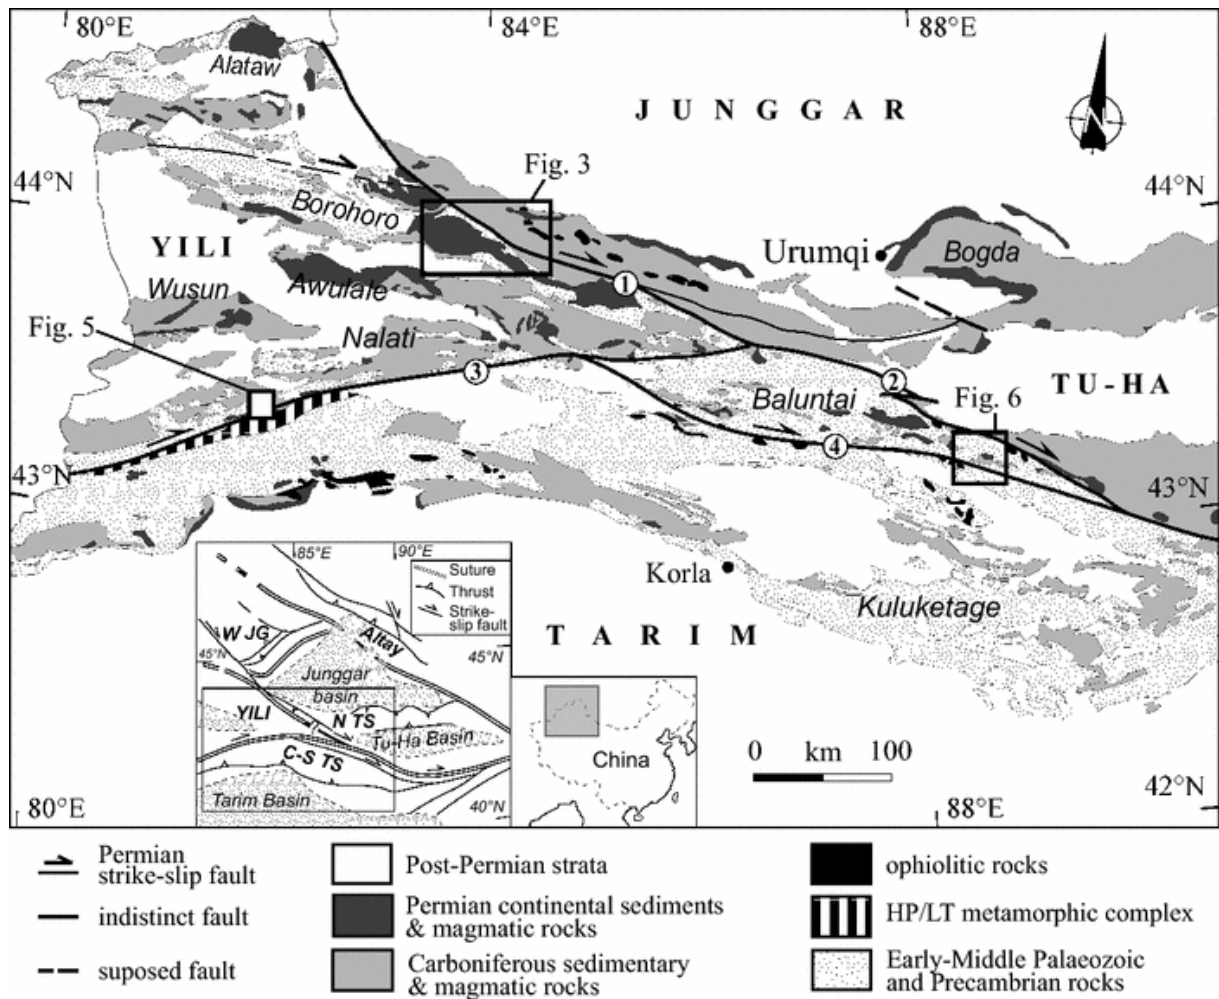 80°E
84°E
88°E
Alataw
JUNGGAR
N
44°N
Fig. 3
44°N
Borohoro
YILI
Urumqi
Bogda
Wusun
Awulale
1
Fig. 5
Nalati
3
2
TU-HA
Baluntai
Fig. 6
4
43°N
43°N
Korla
Kuluketage
TARIM
85°E
90°E
Suture
Thrust
Strike-
slip fault
W JG
Altay
45°N
45°N
Junggar
basin
YILI
N TS
Tu-Ha Basin
C-S TS
Tarim Basin
40°N
China
0 km 100
42°N
80°E
88°E
Permian
strike-slip fault
Post-Permian strata
ophiolitic rocks
indistinct fault
Permian continental sediments
& magmatic rocks
HP/LT metamorphic complex
suposed fault
Carboniferous sedimentary
& magmatic rocks
Early-Middle Palaeozoic
and Precambrian rocks